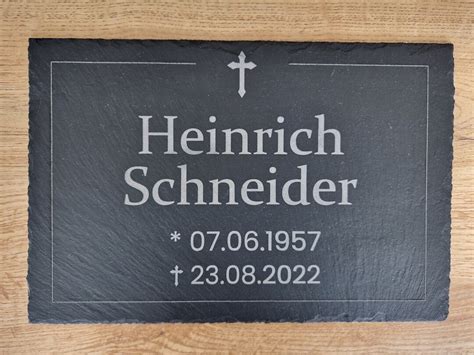 Heinrich
Schneider
* 07.06.1957
† 23.08.2022